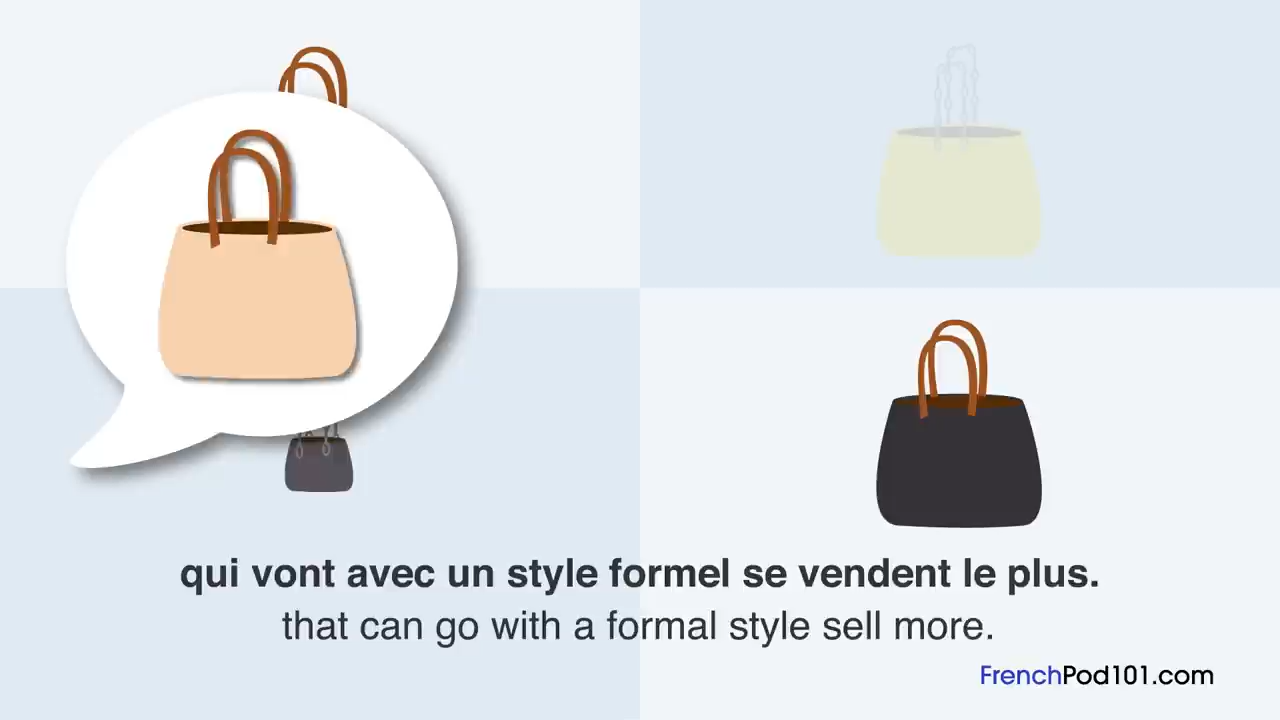 qui vont avec un style formel se vendent le plus.
that can go with a formal style sell more.
FrenchPod101.com